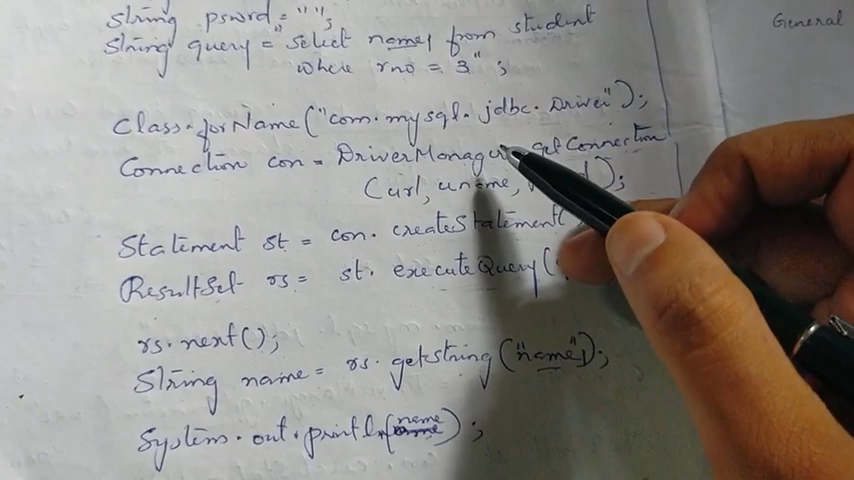 String pswrd = "";
String query = "select name from student
where rno = 3";
General
Class.forName("com.mysql.jdbc.Driver");
Connection con = DriverManager getConnection
(url, uname,
Statement st = con.createStatement(
ResultSet rs = st.executeQuery(
rs.next();
String name = rs.getString("name");
System.out.println(name);